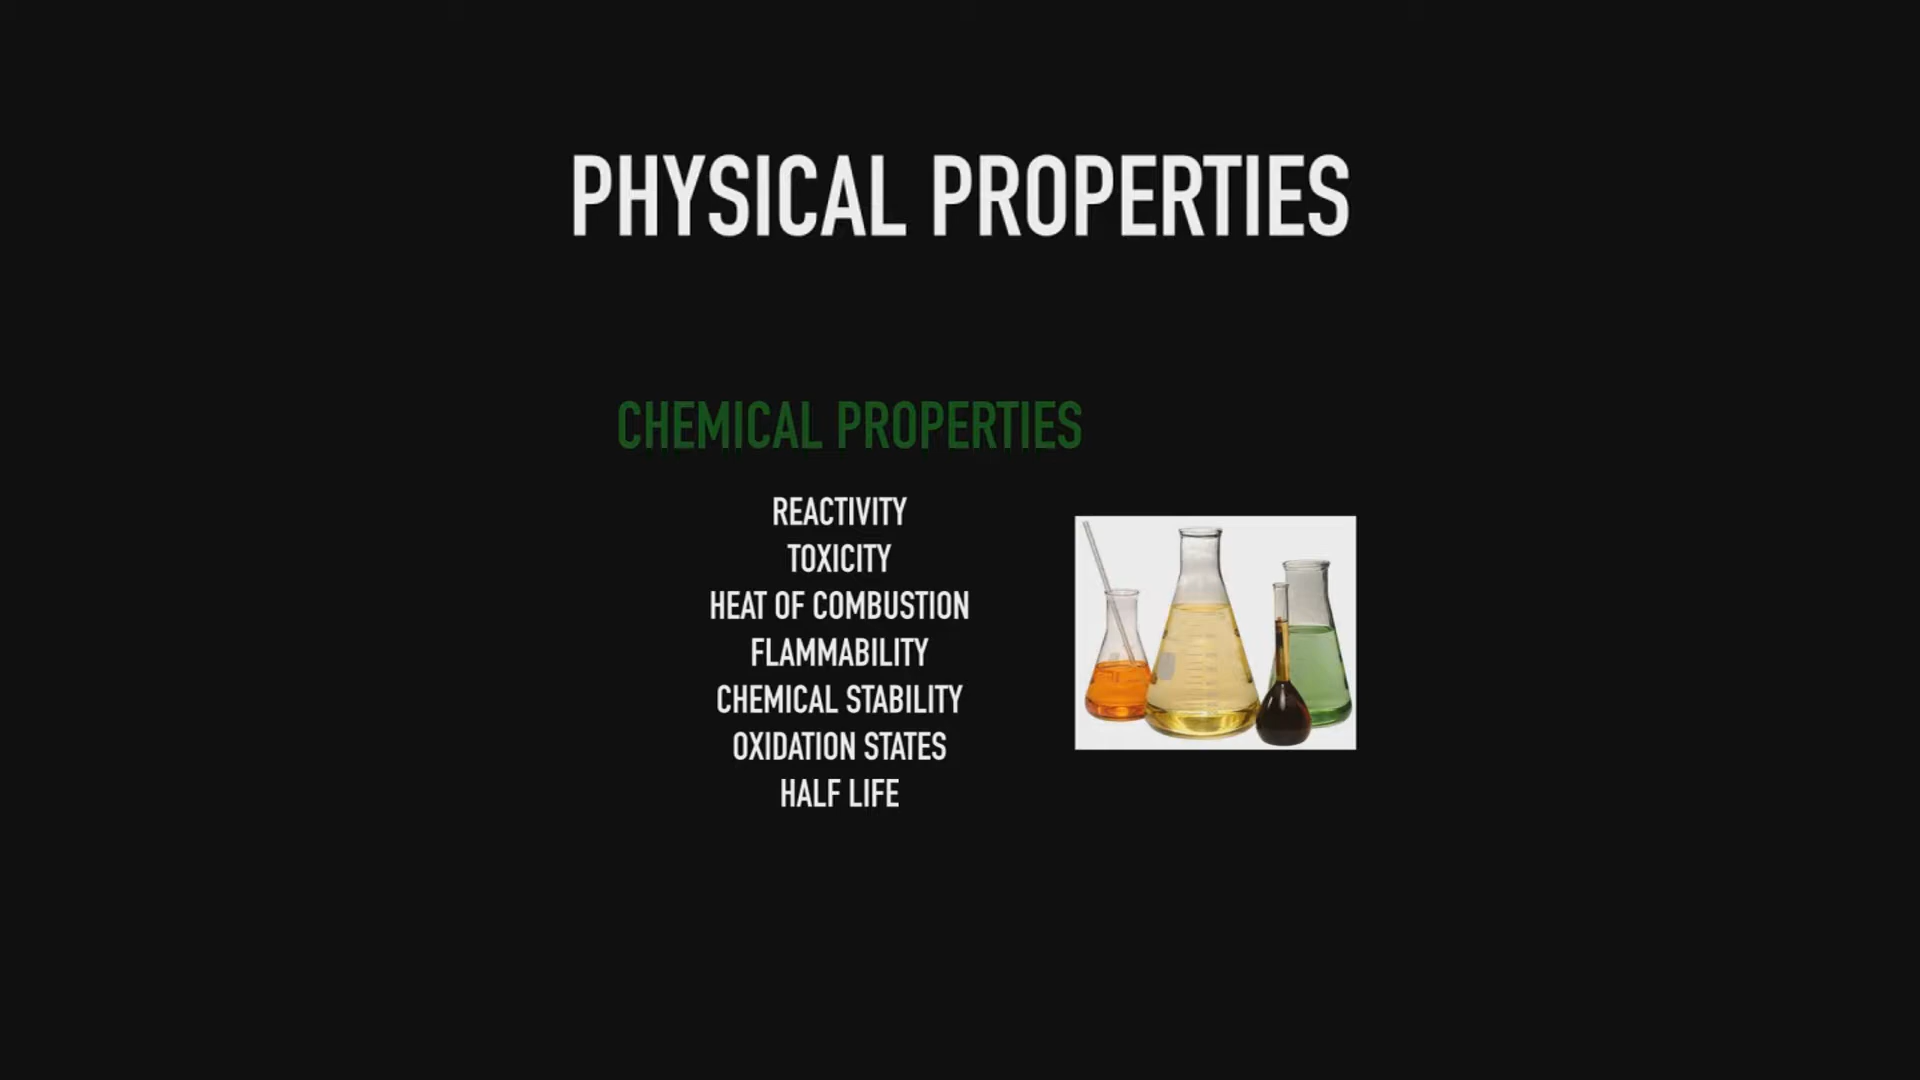 PHYSICAL PROPERTIES
CHEMICAL PROPERTIES
REACTIVITY
TOXICITY
HEAT OF COMBUSTION
FLAMMABILITY
CHEMICAL STABILITY
OXIDATION STATES
HALF LIFE